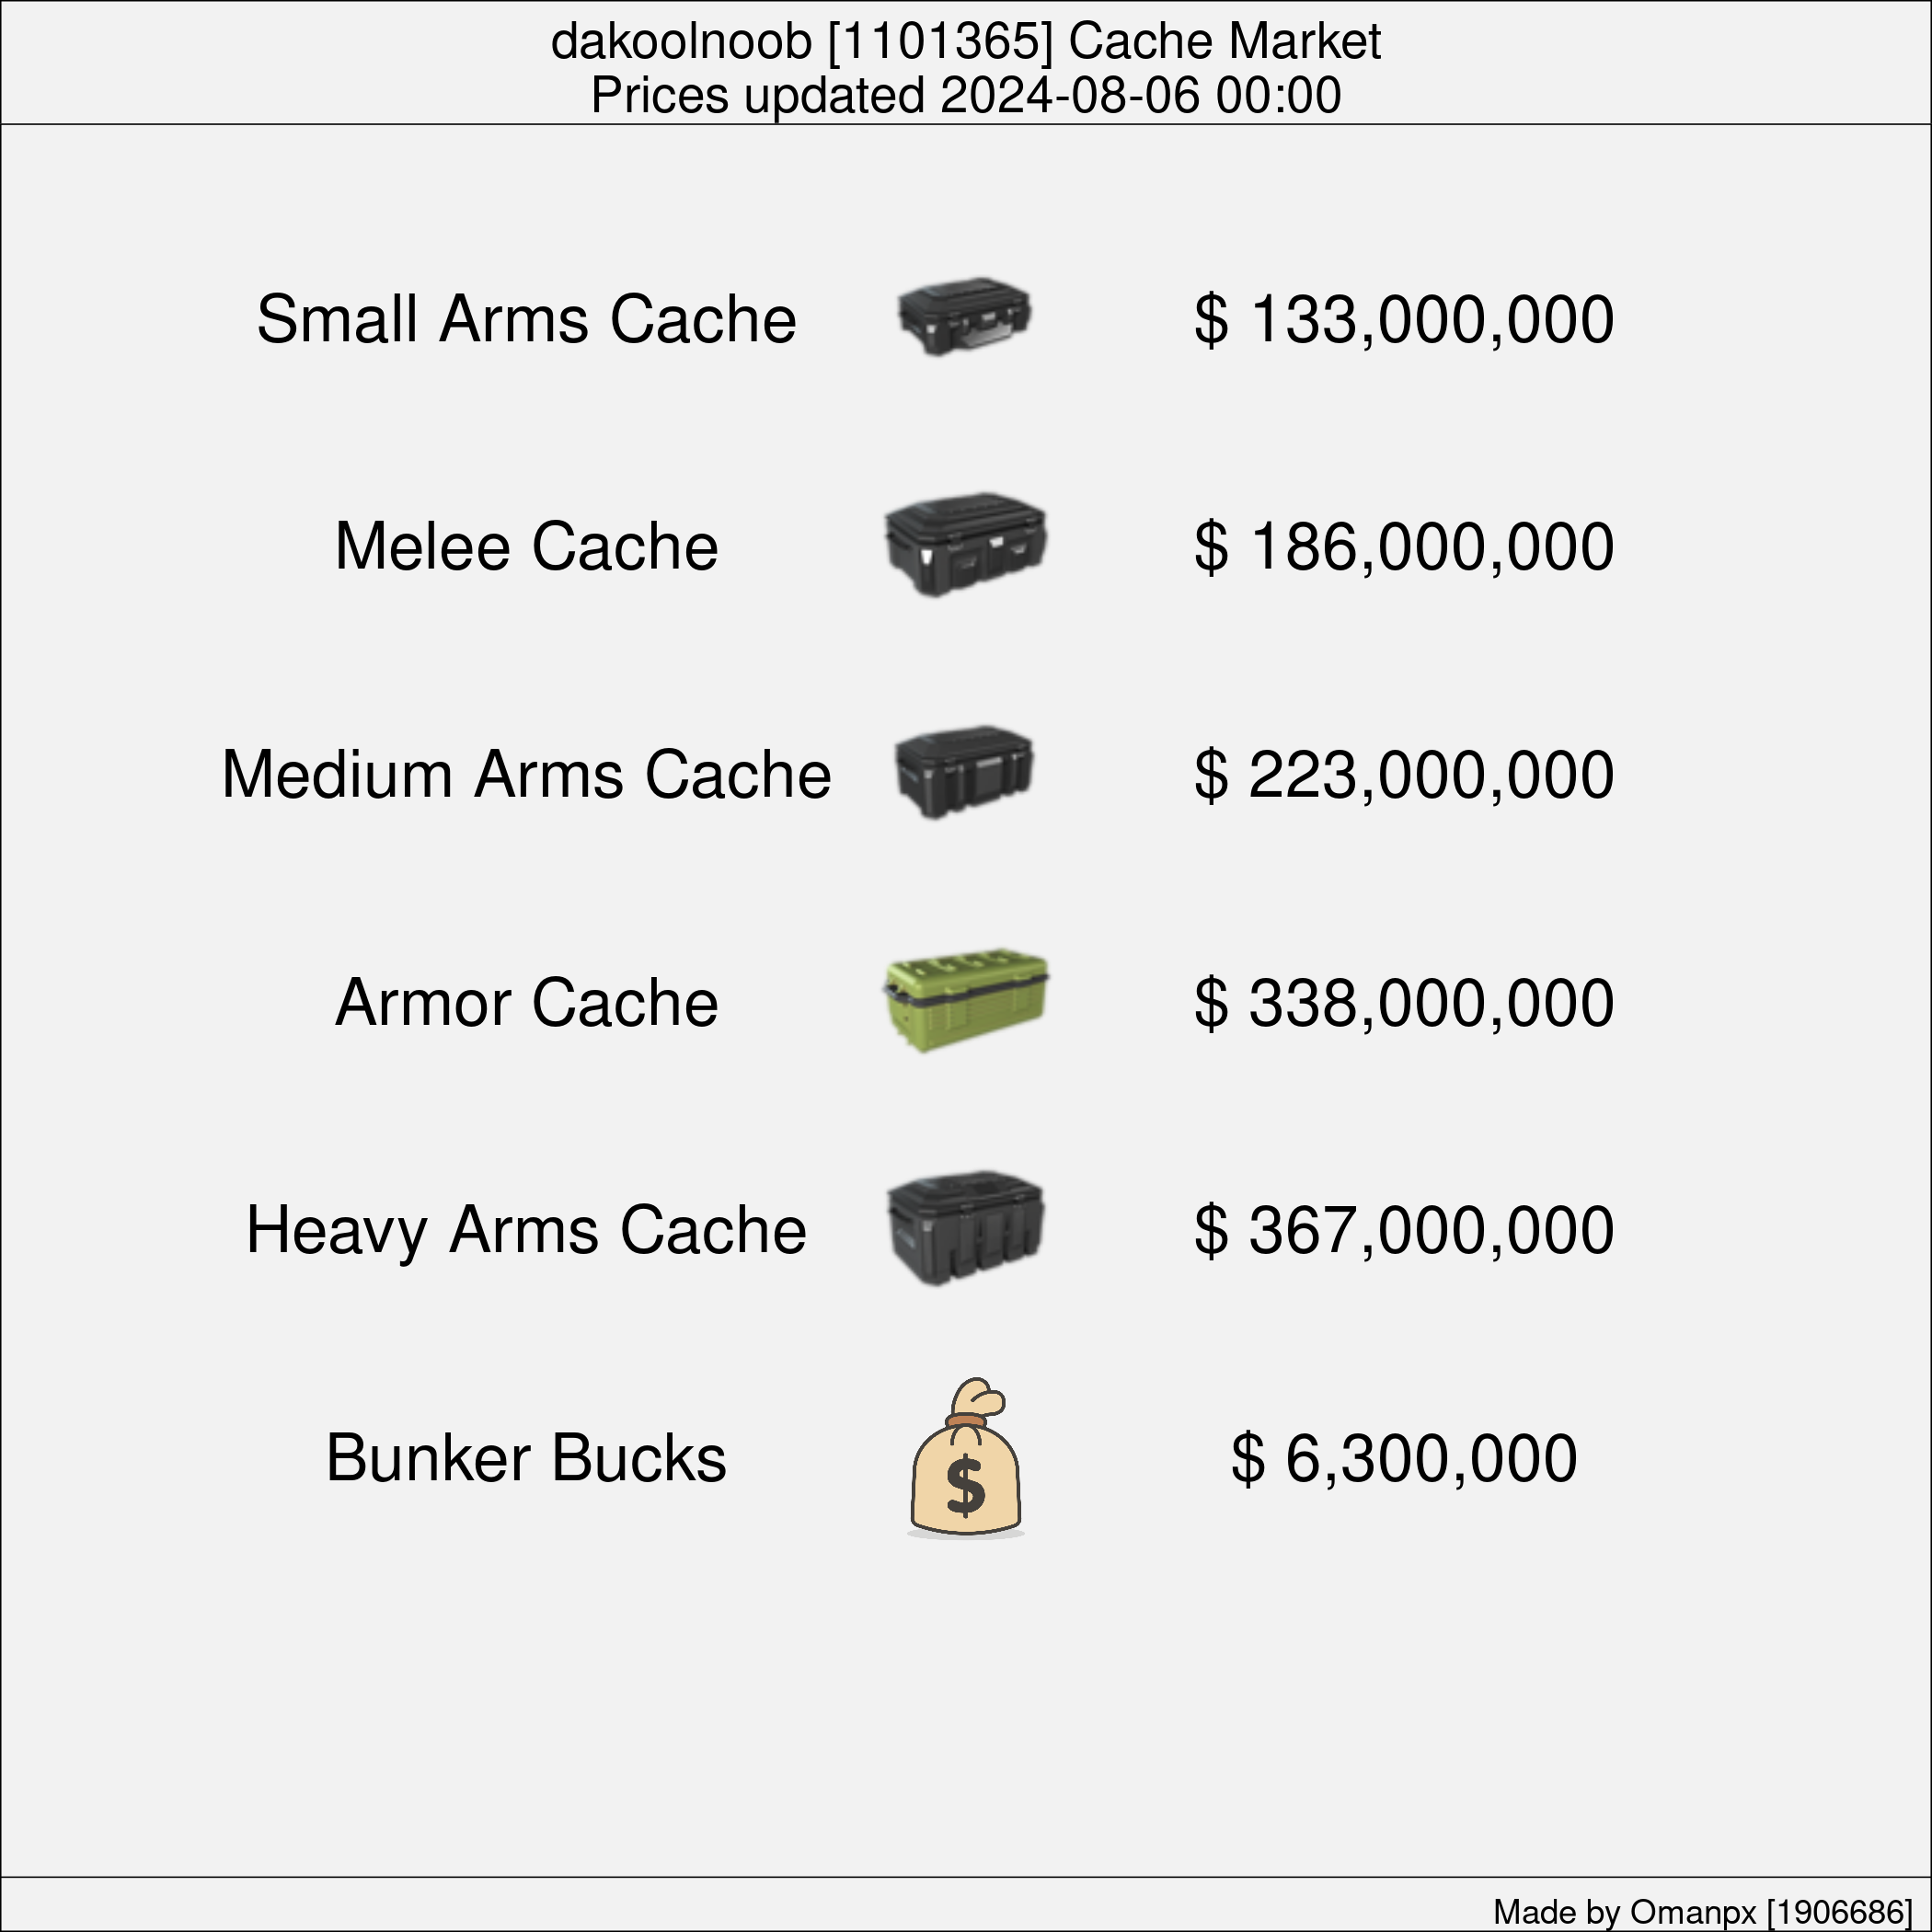 dakoolnoob [1101365] Cache Market
Prices updated 2024-08-06 00:00
Small Arms Cache $ 133,000,000
Melee Cache $ 186,000,000
Medium Arms Cache $ 223,000,000
Armor Cache $ 338,000,000
Heavy Arms Cache $ 367,000,000
Bunker Bucks $ $ 6,300,000
Made by Omanpx [1906686]